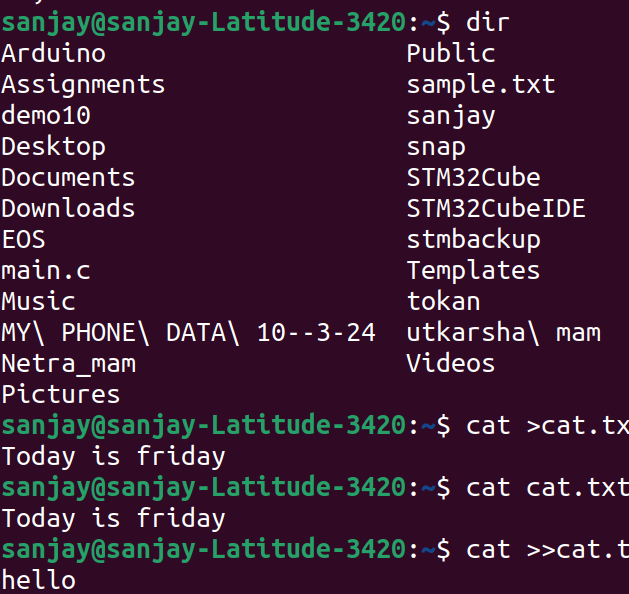 sanjay@sanjay-Latitude-3420:~$ dir
Arduino Public
Assignments sample.txt
demo10 sanjay
Desktop snap
Documents STM32Cube
Downloads STM32CubeIDE
EOS stmbackup
main.c Templates
Music tokan
MY\ PHONE\ DATA\ 10--3-24 utkarsha\ mam
Netra_mam Videos
Pictures
sanjay@sanjay-Latitude-3420:~$ cat >cat.tx
Today is friday
sanjay@sanjay-Latitude-3420:~$ cat cat.txt
Today is friday
sanjay@sanjay-Latitude-3420:~$ cat >>cat.t
hello